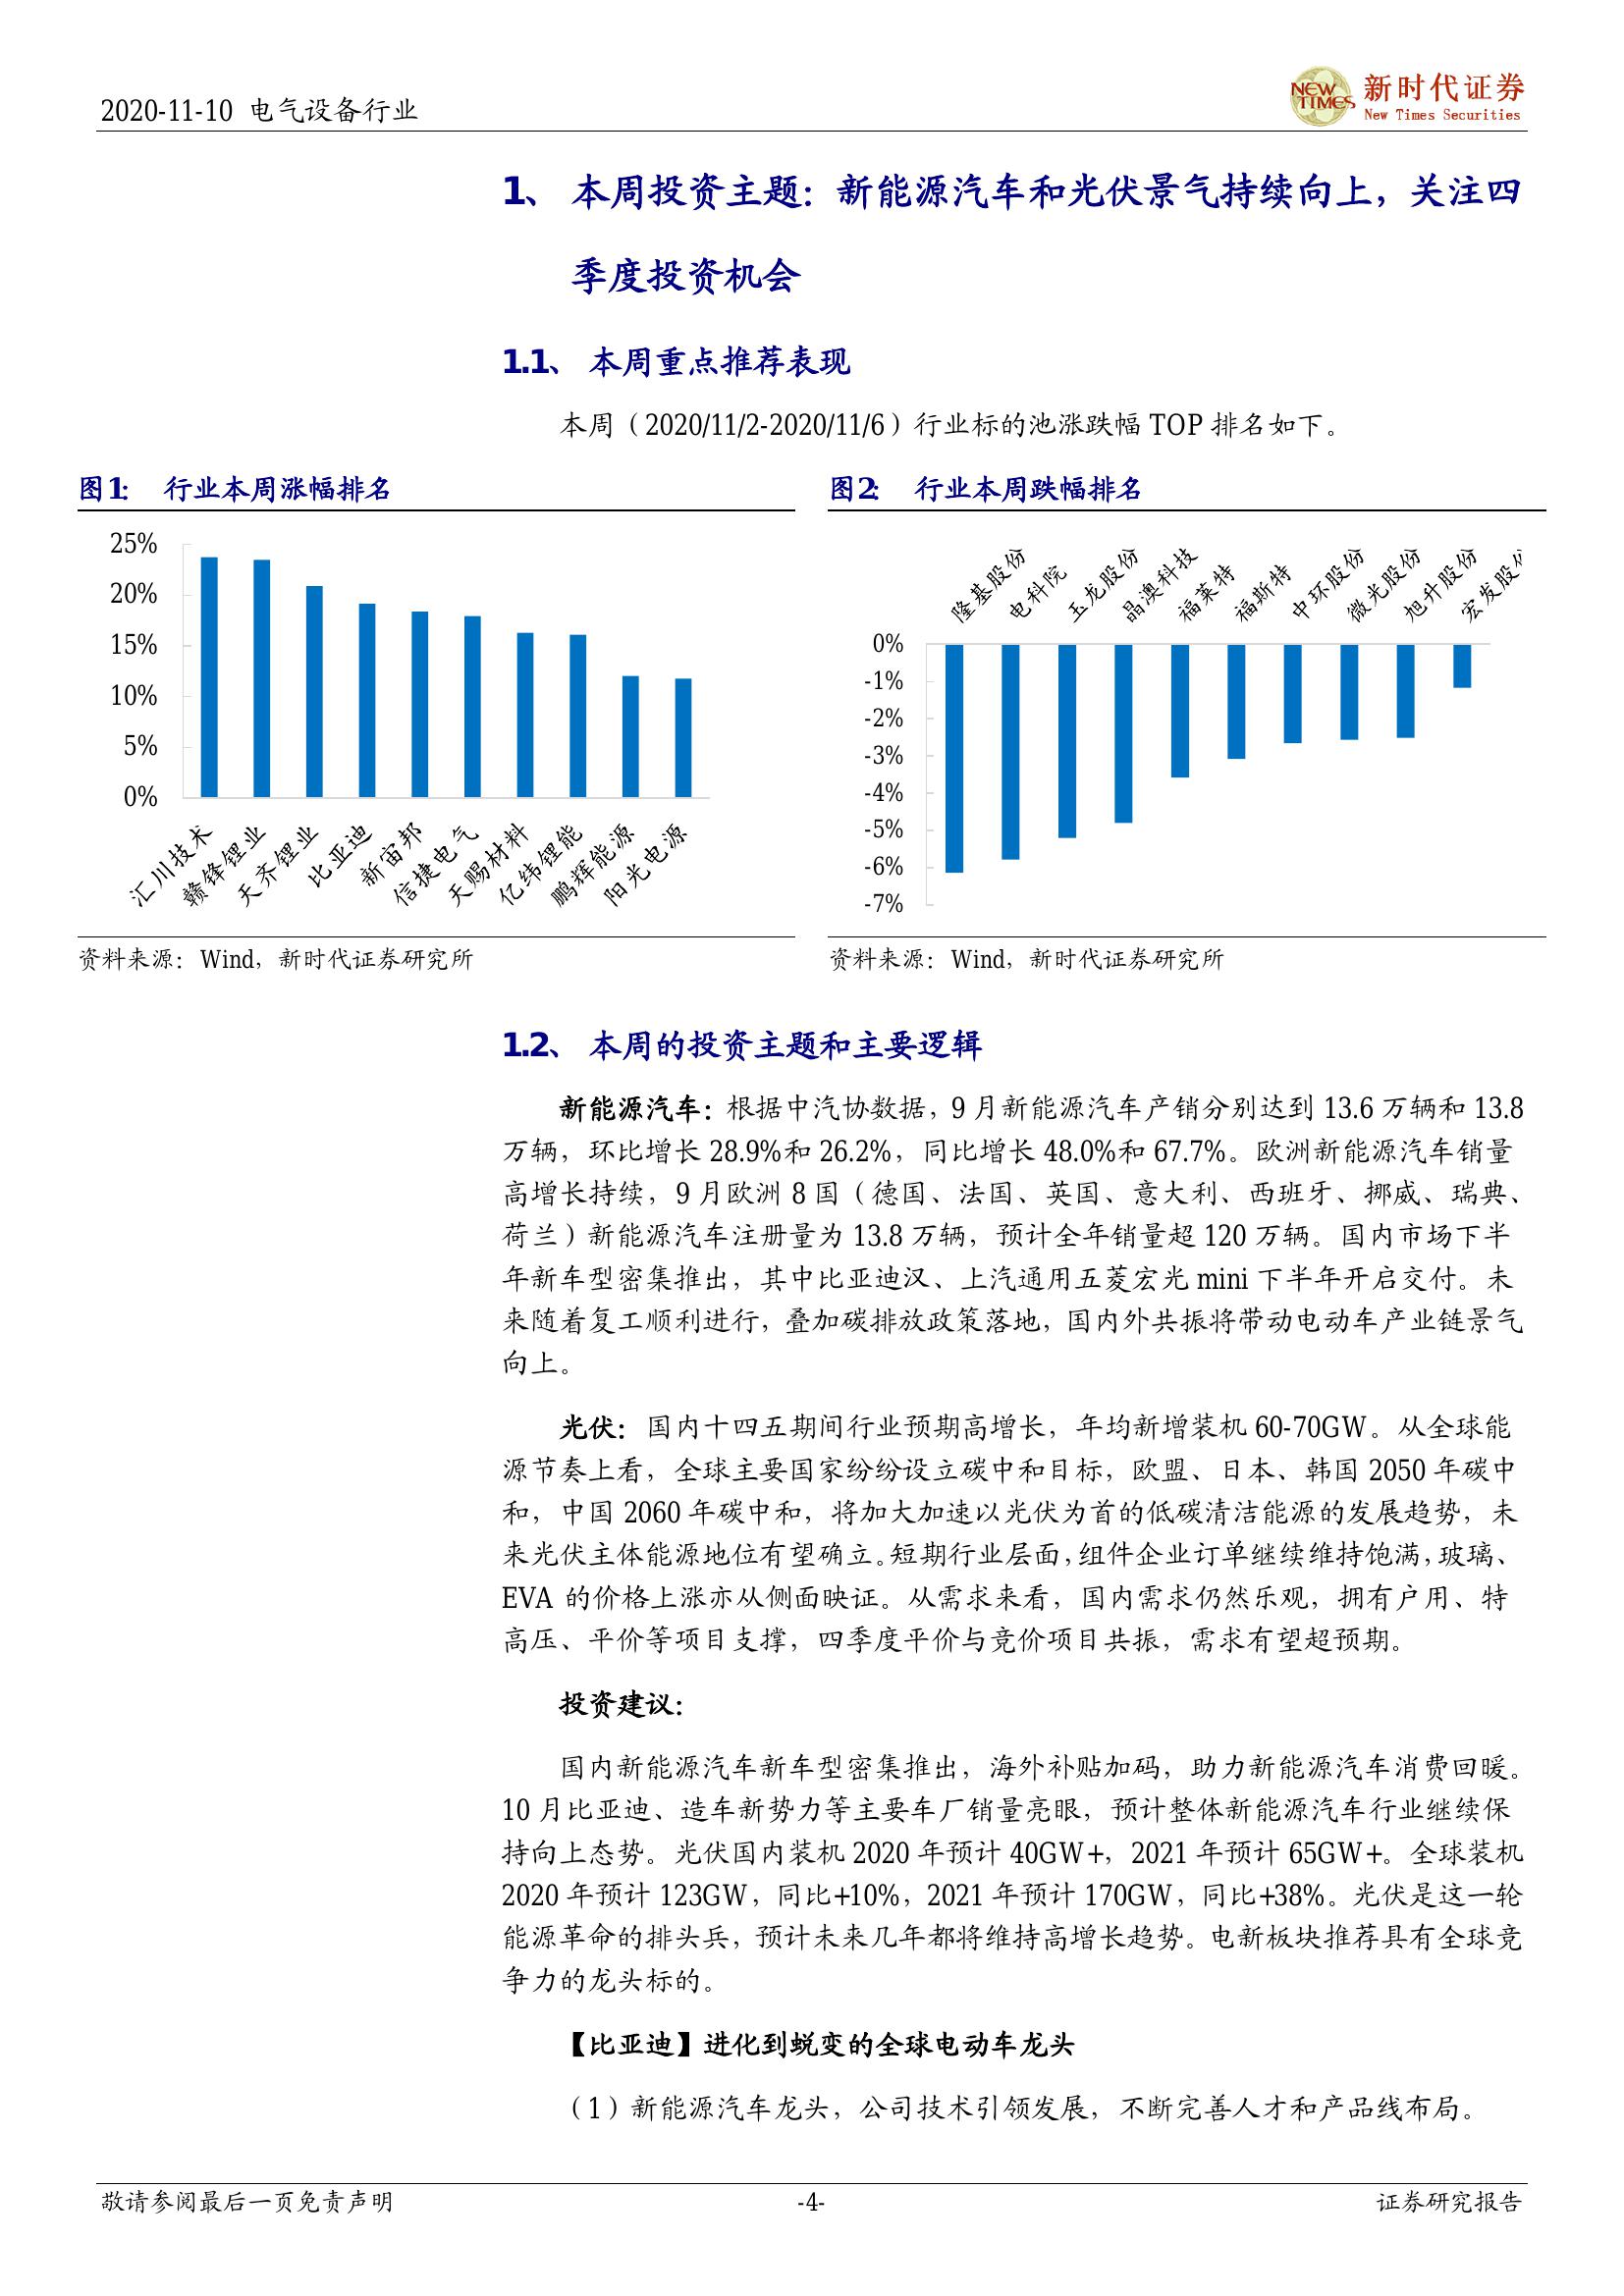 2020-11-10 电气设备行业
NEW TIMES 新时代证券
New Times Securities
1、 本周投资主题：新能源汽车和光伏景气持续向上，关注四
季度投资机会
1.1、 本周重点推荐表现
本周（2020/11/2-2020/11/6）行业标的池涨跌幅 TOP 排名如下。
图1： 行业本周涨幅排名
25%
20%
15%
10%
5%
0%
汇川技术
赣锋锂业
天齐锂业
比亚迪
新宙邦
信捷电气
天赐材料
亿纬锂能
鹏辉能源
阳光电源
资料来源：Wind，新时代证券研究所
图2： 行业本周跌幅排名
隆基股份
电科院
玉龙股份
晶澳科技
福莱特
福斯特
中环股份
微光股份
旭升股份
宏发股份
0%
-1%
-2%
-3%
-4%
-5%
-6%
-7%
资料来源：Wind，新时代证券研究所
1.2、 本周的投资主题和主要逻辑
新能源汽车：根据中汽协数据，9 月新能源汽车产销分别达到 13.6 万辆和 13.8
万辆，环比增长 28.9%和 26.2%，同比增长 48.0%和 67.7%。欧洲新能源汽车销量
高增长持续，9 月欧洲 8 国（德国、法国、英国、意大利、西班牙、挪威、瑞典、
荷兰）新能源汽车注册量为 13.8 万辆，预计全年销量超 120 万辆。国内市场下半
年新车型密集推出，其中比亚迪汉、上汽通用五菱宏光 mini 下半年开启交付。未
来随着复工顺利进行，叠加碳排放政策落地，国内外共振将带动电动车产业链景气
向上。
光伏：国内十四五期间行业预期高增长，年均新增装机 60-70GW。从全球能
源节奏上看，全球主要国家纷纷设立碳中和目标，欧盟、日本、韩国 2050 年碳中
和，中国 2060 年碳中和，将加大加速以光伏为首的低碳清洁能源的发展趋势，未
来光伏主体能源地位有望确立。短期行业层面，组件企业订单继续维持饱满，玻璃、
EVA 的价格上涨亦从侧面映证。从需求来看，国内需求仍然乐观，拥有户用、特
高压、平价等项目支撑，四季度平价与竞价项目共振，需求有望超预期。
投资建议：
国内新能源汽车新车型密集推出，海外补贴加码，助力新能源汽车消费回暖。
10 月比亚迪、造车新势力等主要车厂销量亮眼，预计整体新能源汽车行业继续保
持向上态势。光伏国内装机 2020 年预计 40GW+，2021 年预计 65GW+。全球装机
2020 年预计 123GW，同比+10%，2021 年预计 170GW，同比+38%。光伏是这一轮
能源革命的排头兵，预计未来几年都将维持高增长趋势。电新板块推荐具有全球竞
争力的龙头标的。
【比亚迪】进化到蜕变的全球电动车龙头
（1）新能源汽车龙头，公司技术引领发展，不断完善人才和产品线布局。
敬请参阅最后一页免责声明
-4-
证券研究报告